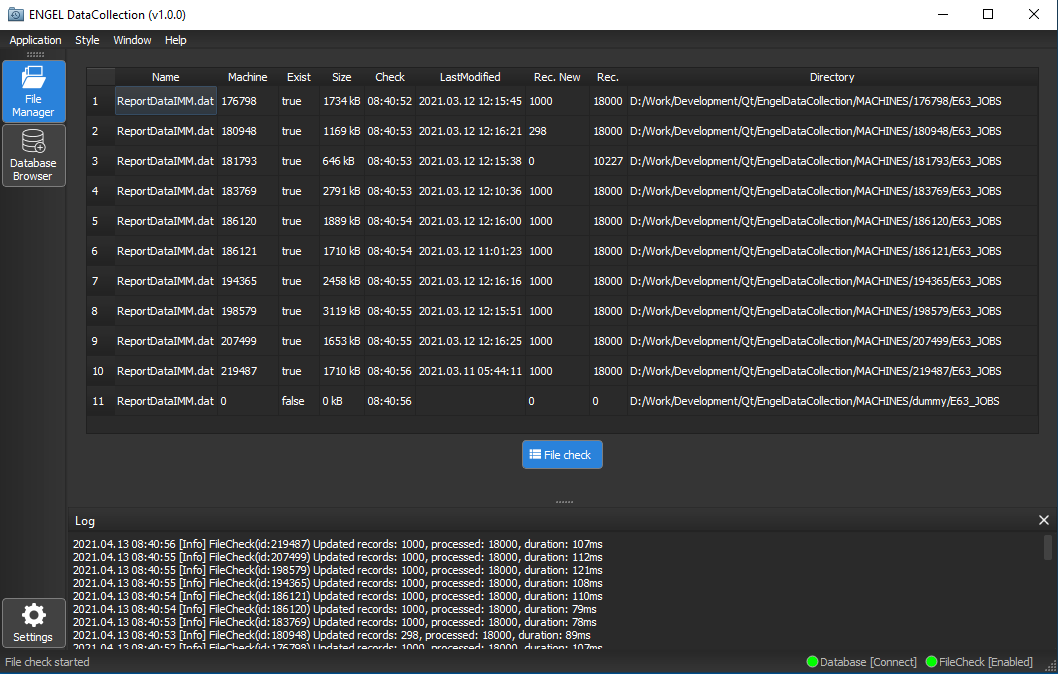 ENGEL DataCollection (v1.0.0)
Application Style Window Help
File Manager
Database Browser
Name Machine Exist Size Check LastModified Rec. New Rec. Directory
1 ReportDataIMM.dat 176798 true 1734 kB 08:40:52 2021.03.12 12:15:45 1000 18000 D:/Work/Development/Qt/EngelDataCollection/MACHINES/176798/E63_JOBS
2 ReportDataIMM.dat 180948 true 1169 kB 08:40:53 2021.03.12 12:16:21 298 18000 D:/Work/Development/Qt/EngelDataCollection/MACHINES/180948/E63_JOBS
3 ReportDataIMM.dat 181793 true 646 kB 08:40:53 2021.03.12 12:15:38 0 10227 D:/Work/Development/Qt/EngelDataCollection/MACHINES/181793/E63_JOBS
4 ReportDataIMM.dat 183769 true 2791 kB 08:40:53 2021.03.12 12:10:36 1000 18000 D:/Work/Development/Qt/EngelDataCollection/MACHINES/183769/E63_JOBS
5 ReportDataIMM.dat 186120 true 1889 kB 08:40:54 2021.03.12 12:16:00 1000 18000 D:/Work/Development/Qt/EngelDataCollection/MACHINES/186120/E63_JOBS
6 ReportDataIMM.dat 186121 true 1710 kB 08:40:54 2021.03.12 11:01:23 1000 18000 D:/Work/Development/Qt/EngelDataCollection/MACHINES/186121/E63_JOBS
7 ReportDataIMM.dat 194365 true 2458 kB 08:40:55 2021.03.12 12:16:16 1000 18000 D:/Work/Development/Qt/EngelDataCollection/MACHINES/194365/E63_JOBS
8 ReportDataIMM.dat 198579 true 3119 kB 08:40:55 2021.03.12 12:15:51 1000 18000 D:/Work/Development/Qt/EngelDataCollection/MACHINES/198579/E63_JOBS
9 ReportDataIMM.dat 207499 true 1653 kB 08:40:55 2021.03.12 12:16:25 1000 18000 D:/Work/Development/Qt/EngelDataCollection/MACHINES/207499/E63_JOBS
10 ReportDataIMM.dat 219487 true 1710 kB 08:40:56 2021.03.11 05:44:11 1000 18000 D:/Work/Development/Qt/EngelDataCollection/MACHINES/219487/E63_JOBS
11 ReportDataIMM.dat 0 false 0 kB 08:40:56 0 0 D:/Work/Development/Qt/EngelDataCollection/MACHINES/dummy/E63_JOBS
File check
Log
2021.04.13 08:40:56 [Info] FileCheck(id:219487) Updated records: 1000, processed: 18000, duration: 107ms
2021.04.13 08:40:55 [Info] FileCheck(id:207499) Updated records: 1000, processed: 18000, duration: 112ms
2021.04.13 08:40:55 [Info] FileCheck(id:198579) Updated records: 1000, processed: 18000, duration: 121ms
2021.04.13 08:40:55 [Info] FileCheck(id:194365) Updated records: 1000, processed: 18000, duration: 108ms
2021.04.13 08:40:54 [Info] FileCheck(id:186121) Updated records: 1000, processed: 18000, duration: 110ms
2021.04.13 08:40:54 [Info] FileCheck(id:186120) Updated records: 1000, processed: 18000, duration: 79ms
2021.04.13 08:40:53 [Info] FileCheck(id:183769) Updated records: 1000, processed: 18000, duration: 78ms
2021.04.13 08:40:53 [Info] FileCheck(id:180948) Updated records: 298, processed: 18000, duration: 89ms
2021.04.13 08:40:52 [Info] FileCheck(id:176798) Updated records: 1000, processed: 18000, duration: 107ms
Settings
File check started
Database [Connect] FileCheck [Enabled]